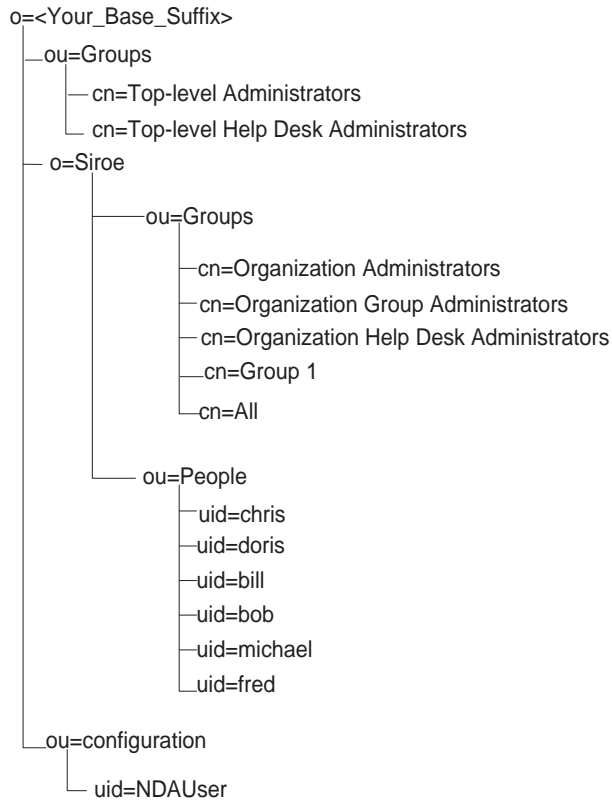 o=<Your_Base_Suffix>
ou=Groups
cn=Top-level Administrators
cn=Top-level Help Desk Administrators
o=Siroe
ou=Groups
cn=Organization Administrators
cn=Organization Group Administrators
cn=Organization Help Desk Administrators
cn=Group 1
cn=All
ou=People
uid=chris
uid=doris
uid=bill
uid=bob
uid=michael
uid=fred
ou=configuration
uid=NDAUser